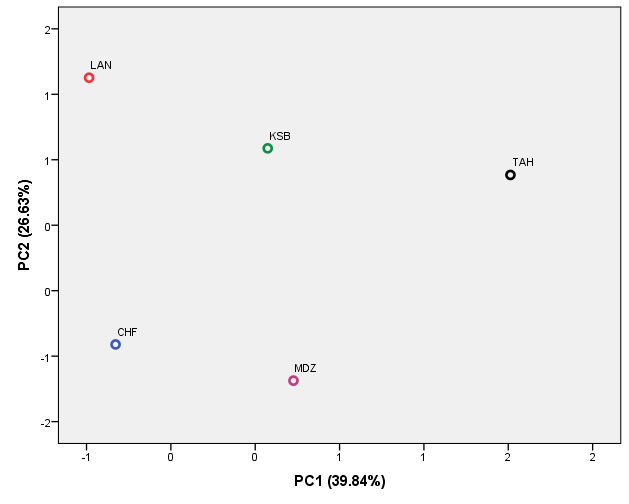 2
LAN
1
KSB
1
TAH
0
0
CHF
-1
MDZ
-2
PC2 (26.63%)
-1 0 0 1 1 2 2
PC1 (39.84%)